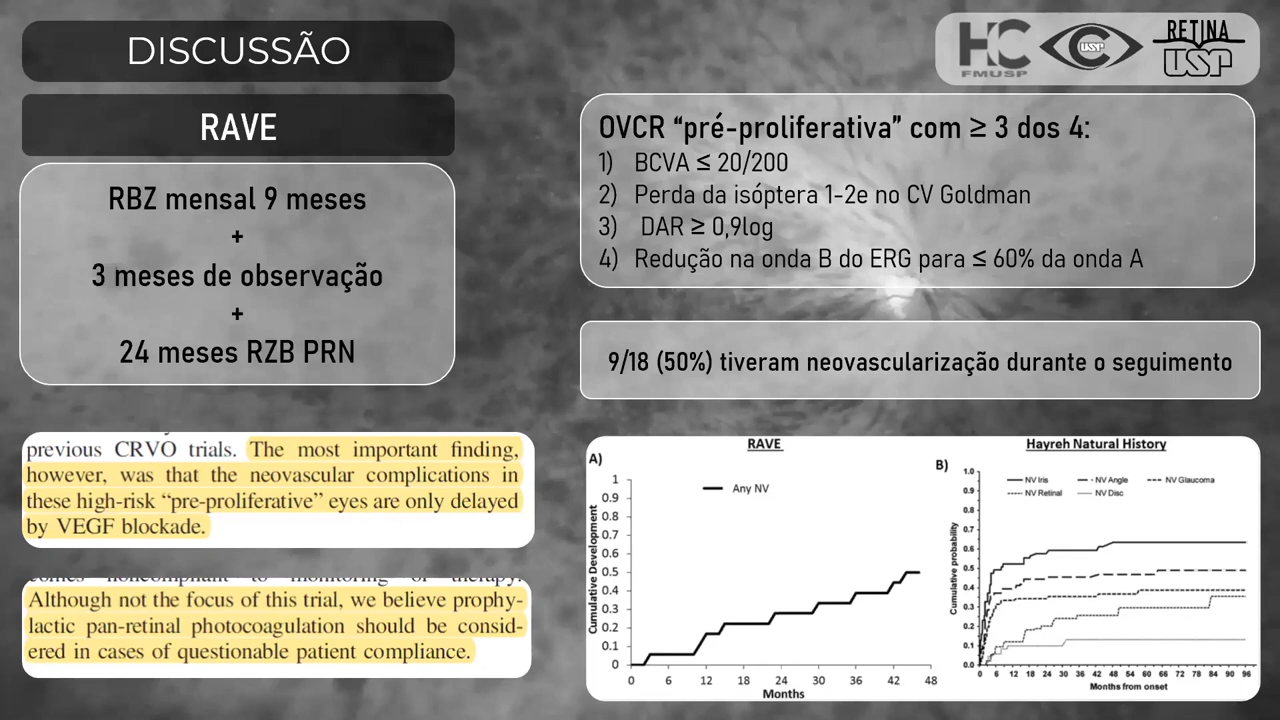 DISCUSSÃO
HC
FMUSP
USP
RETINA
USP
RAVE
RBZ mensal 9 meses
+
3 meses de observação
+
24 meses RZB PRN
OVCR “pré-proliferativa” com ≥ 3 dos 4:
1) BCVA ≤ 20/200
2) Perda da isóptera 1-2e no CV Goldman
3) DAR ≥ 0,9log
4) Redução na onda B do ERG para ≤ 60% da onda A
9/18 (50%) tiveram neovascularização durante o seguimento
previous CRVO trials. The most important finding,
however, was that the neovascular complications in
these high-risk “pre-proliferative” eyes are only delayed
by VEGF blockade.
comes noncompliant to monitoring or therapy.
Although not the focus of this trial, we believe prophy-
lactic pan-retinal photocoagulation should be consid-
ered in cases of questionable patient compliance.
RAVE
A)
Any NV
Cumulative Development
1
0.9
0.8
0.7
0.6
0.5
0.4
0.3
0.2
0.1
0
0 6 12 18 24 30 36 42 48
Months
Hayreh Natural History
B)
NV Iris NV Angle NV Glaucoma
NV Retinal NV Disc
Cumulative probability
1.0
0.9
0.8
0.7
0.6
0.5
0.4
0.3
0.2
0.1
0.0
0 6 12 18 24 30 36 42 48 54 60 66 72 78 84 90 96
Months from onset